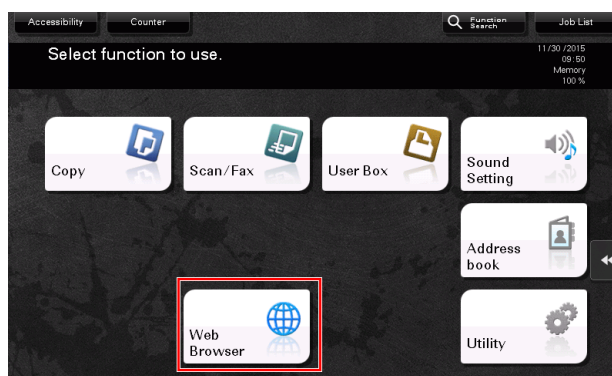 Accessibility
Counter
Function
Search
Job List
Select function to use.
11/30 /2015
09:50
Memory
100 %
Copy
Scan/Fax
User Box
Sound
Setting
Address
book
Web
Browser
Utility